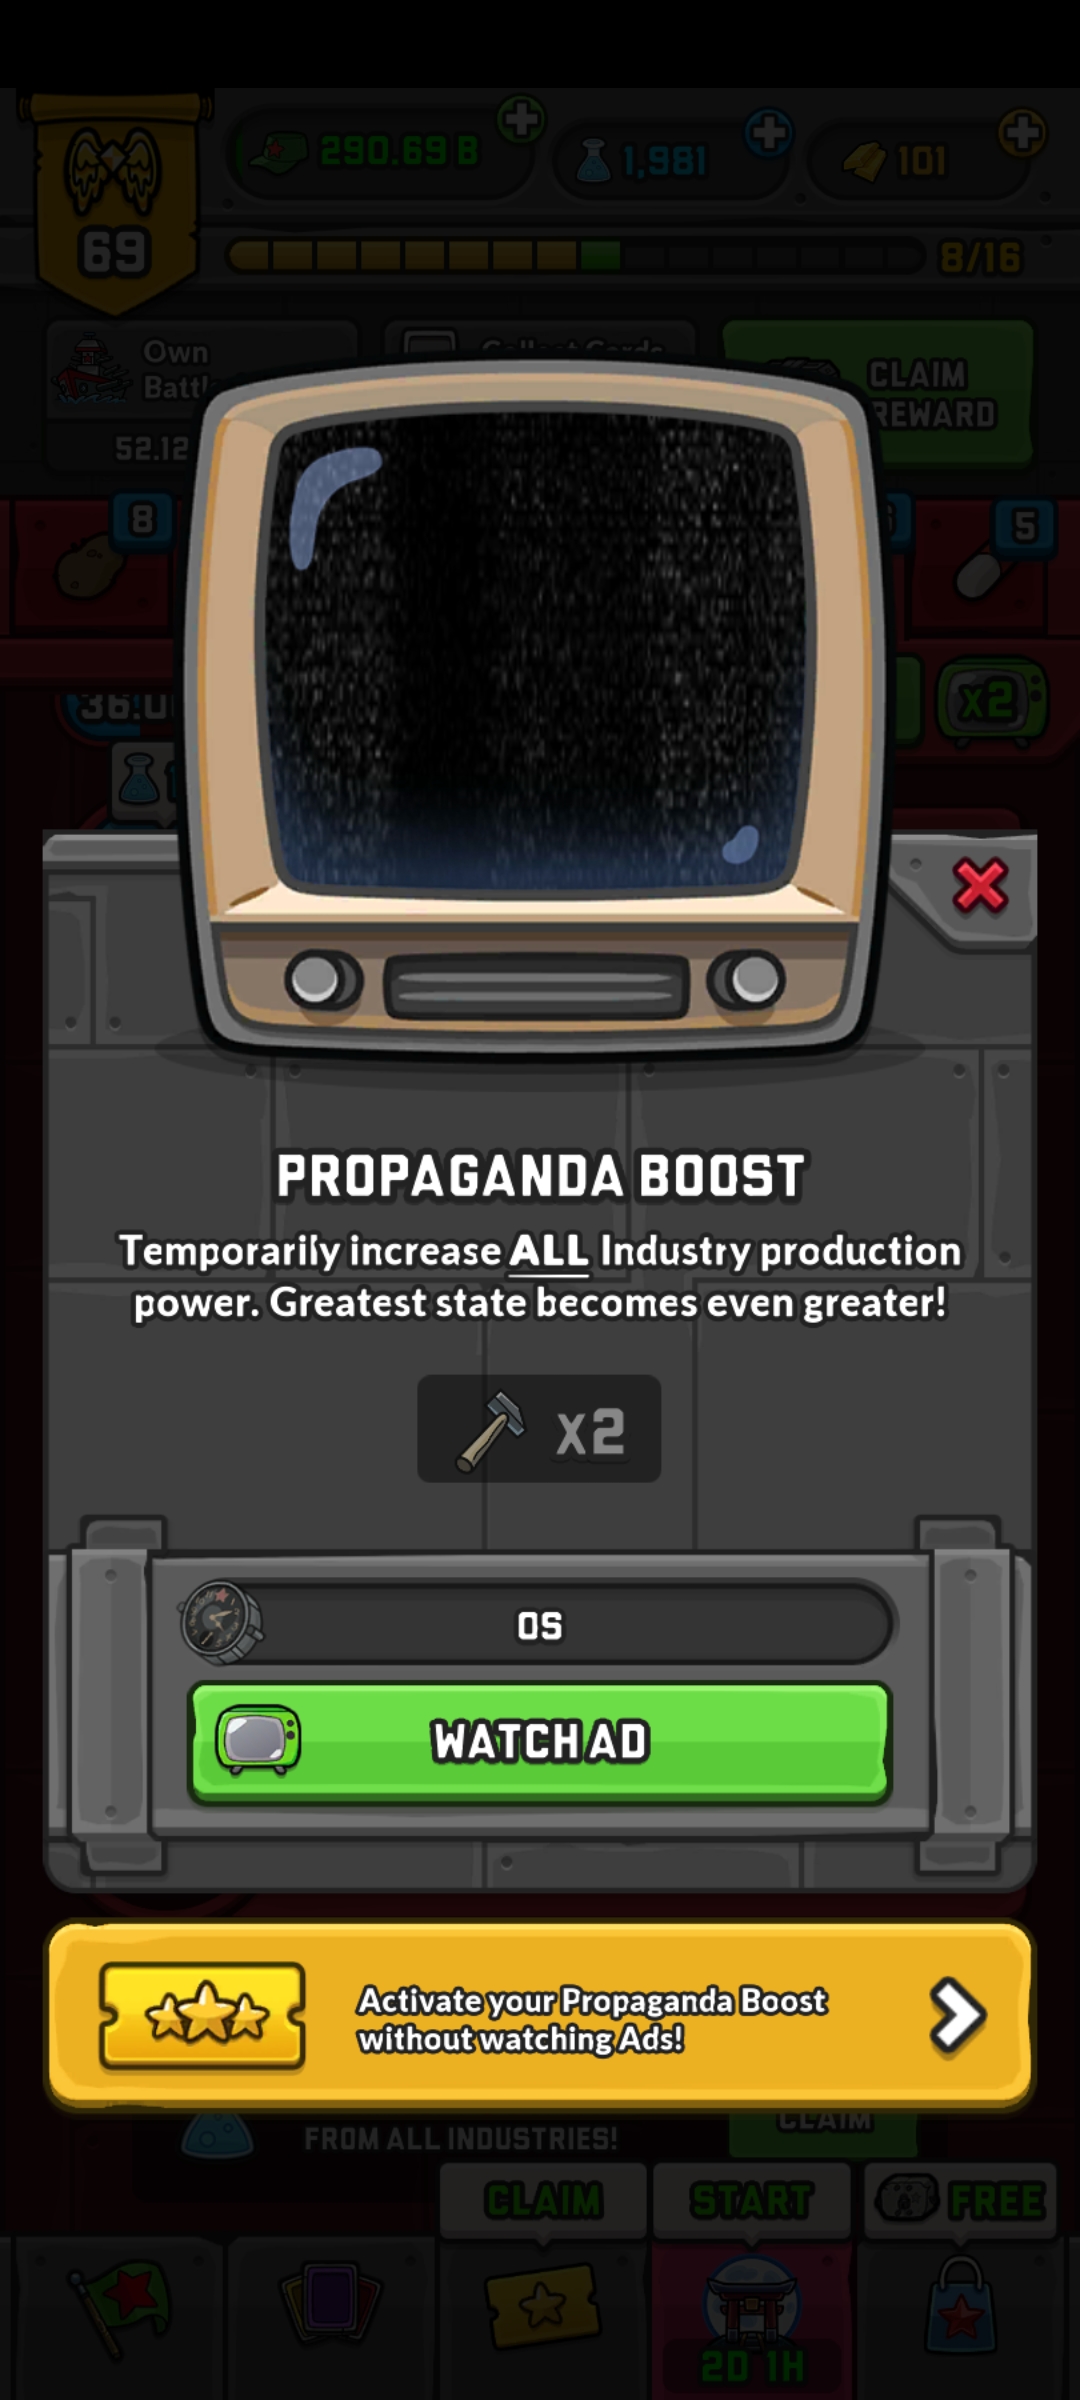 290.69 B
1,981
101
69
8/16
Own
CLAIM
REWARD
52.12
8
5
x2
PROPAGANDA BOOST
Temporarily increase ALL Industry production
power. Greatest state becomes even greater!
X2
0S
WATCH AD
Activate your Propaganda Boost
without watching Ads!
CLAIM
FROM ALL INDUSTRIES!
CLAIM
START
FREE
2D 1H